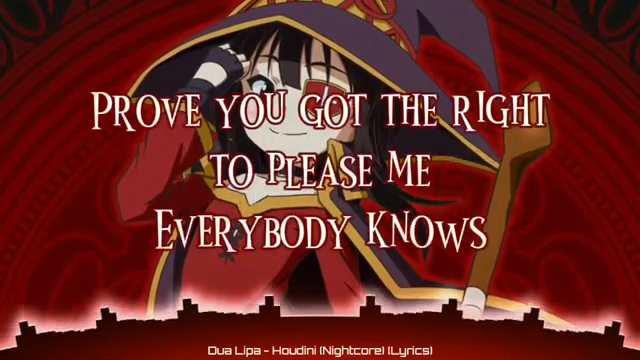 Prove you got the right
to please me
Everybody knows
Dua Lipa - Houdini (Nightcore) (Lyrics)